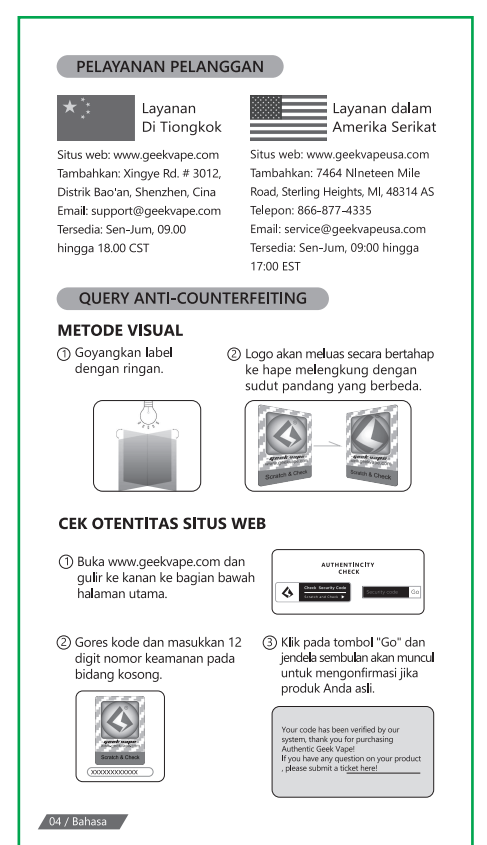 PELAYANAN PELANGGAN
Layanan
Di Tiongkok
Situs web: www.geekvape.com
Tambahkan: Xingye Rd. # 3012,
Distrik Bao'an, Shenzhen, Cina
Email: support@geekvape.com
Tersedia: Sen-Jum, 09.00
hingga 18.00 CST
Layanan dalam
Amerika Serikat
Situs web: www.geekvapeusa.com
Tambahkan: 7464 NIneteen Mile
Road, Sterling Heights, MI, 48314 AS
Telepon: 866-877-4335
Email: service@geekvapeusa.com
Tersedia: Sen-Jum, 09:00 hingga
17:00 EST
QUERY ANTI-COUNTERFEITING
METODE VISUAL
① Goyangkan label
dengan ringan.
② Logo akan meluas secara bertahap
ke hape melengkung dengan
sudut pandang yang berbeda.
geek vape
www.geekvape.com
Scratch & Check
geek vape
www.geekvape.com
Scratch & Check
CEK OTENTITAS SITUS WEB
① Buka www.geekvape.com dan
gulir ke kanan ke bagian bawah
halaman utama.
AUTHENTINCITY
CHECK
Check Security Code
Scratch and Check
Security code
Go
② Gores kode dan masukkan 12
digit nomor keamanan pada
bidang kosong.
geek vape
www.geekvape.com
Scratch & Check
XXXXXXXXXXXX
③ Klik pada tombol "Go" dan
jendela sembulan akan muncul
untuk mengonfirmasi jika
produk Anda asli.
Your code has been verified by our
system, thank you for purchasing
Authentic Geek Vape!
If you have any question on your product
, please submit a ticket here!
04 / Bahasa